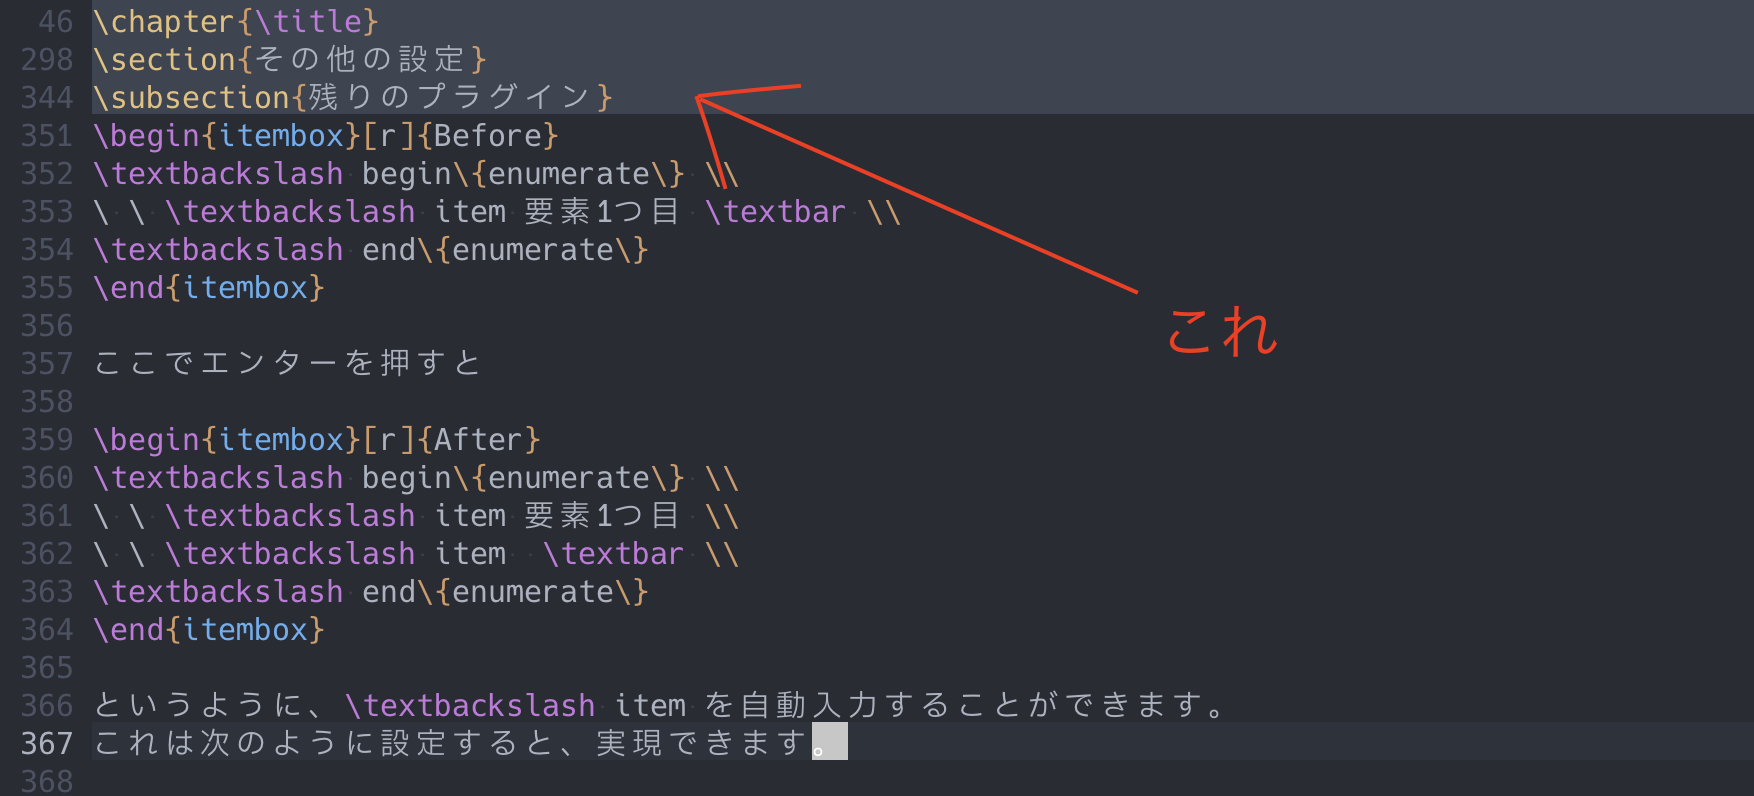 46 \chapter{\title}
298 \section{その他の設定}
344 \subsection{残りのプラグイン}
351 \begin{itembox}[r]{Before}
352 \textbackslash begin\{enumerate\} \\
353 \ \ \textbackslash item 要素1つ目 \textbar \\
354 \textbackslash end\{enumerate\}
355 \end{itembox}
これ
356
357 ここでエンターを押すと
358
359 \begin{itembox}[r]{After}
360 \textbackslash begin\{enumerate\} \\
361 \ \ \textbackslash item 要素1つ目 \\
362 \ \ \textbackslash item  \textbar \\
363 \textbackslash end\{enumerate\}
364 \end{itembox}
365
366 というように、\textbackslash item を自動入力することができます。
367 これは次のように設定すると、実現できます。
368